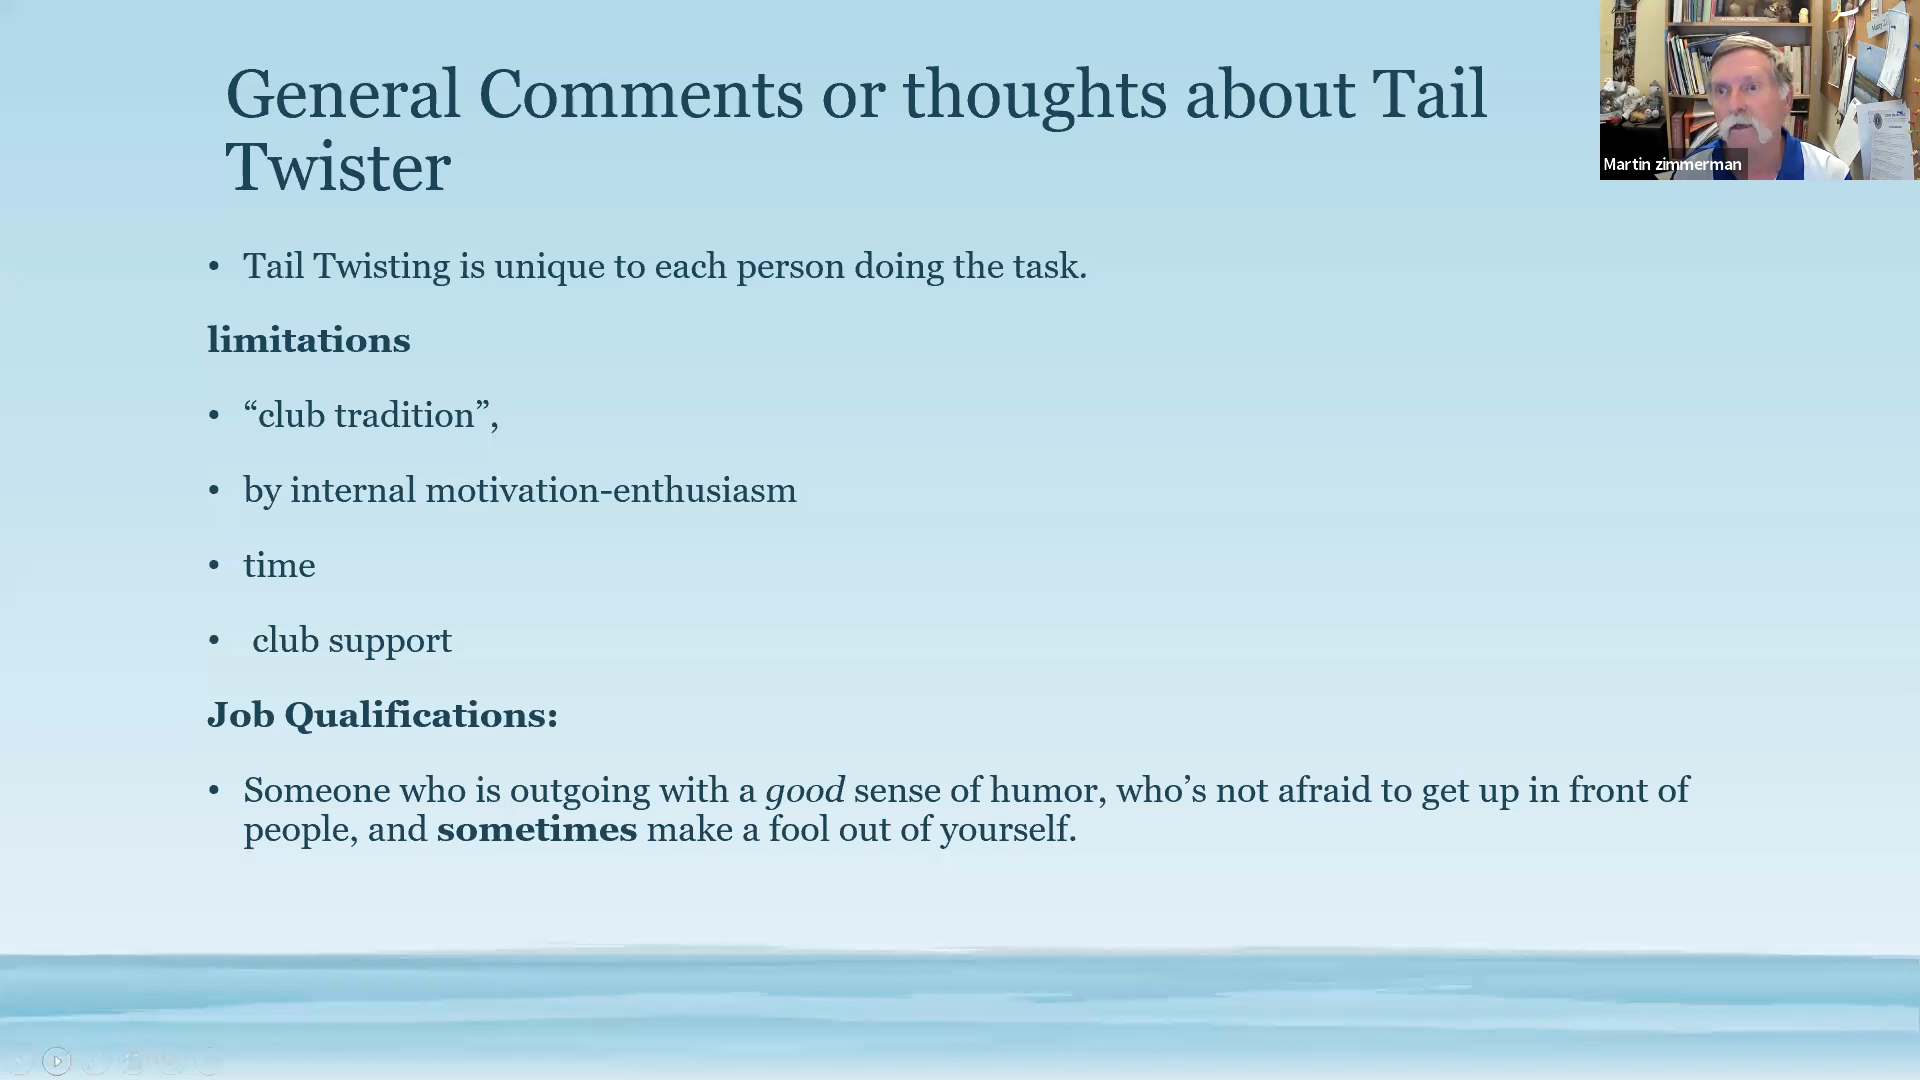 General Comments or thoughts about Tail
Twister
• Tail Twisting is unique to each person doing the task.
limitations
• “club tradition”,
• by internal motivation-enthusiasm
• time
• club support
Job Qualifications:
• Someone who is outgoing with a good sense of humor, who’s not afraid to get up in front of
people, and sometimes make a fool out of yourself.
Martin zimmerman